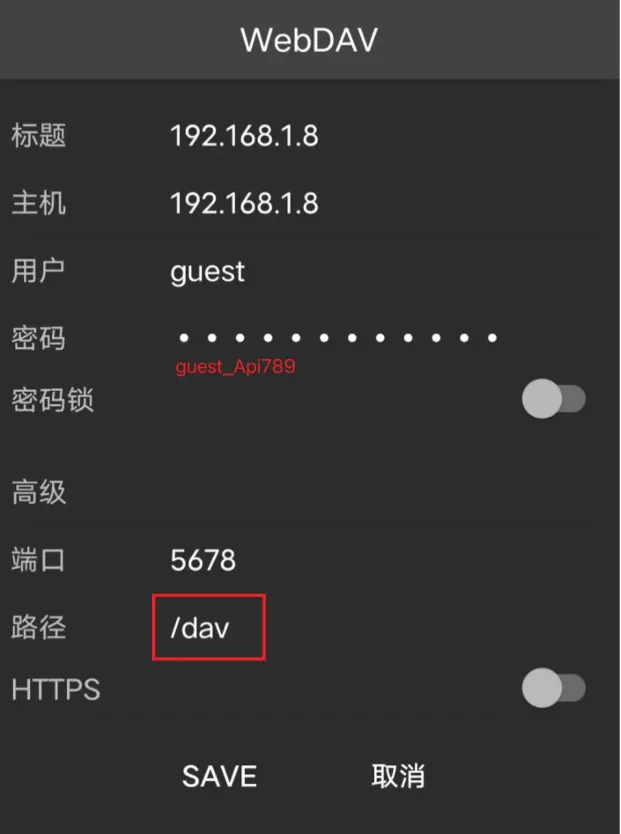 WebDAV
标题 192.168.1.8
主机 192.168.1.8
用户 guest
密码 ••••••••••••
guest_Api789
密码锁
高级
端口 5678
路径 /dav
HTTPS
SAVE 取消